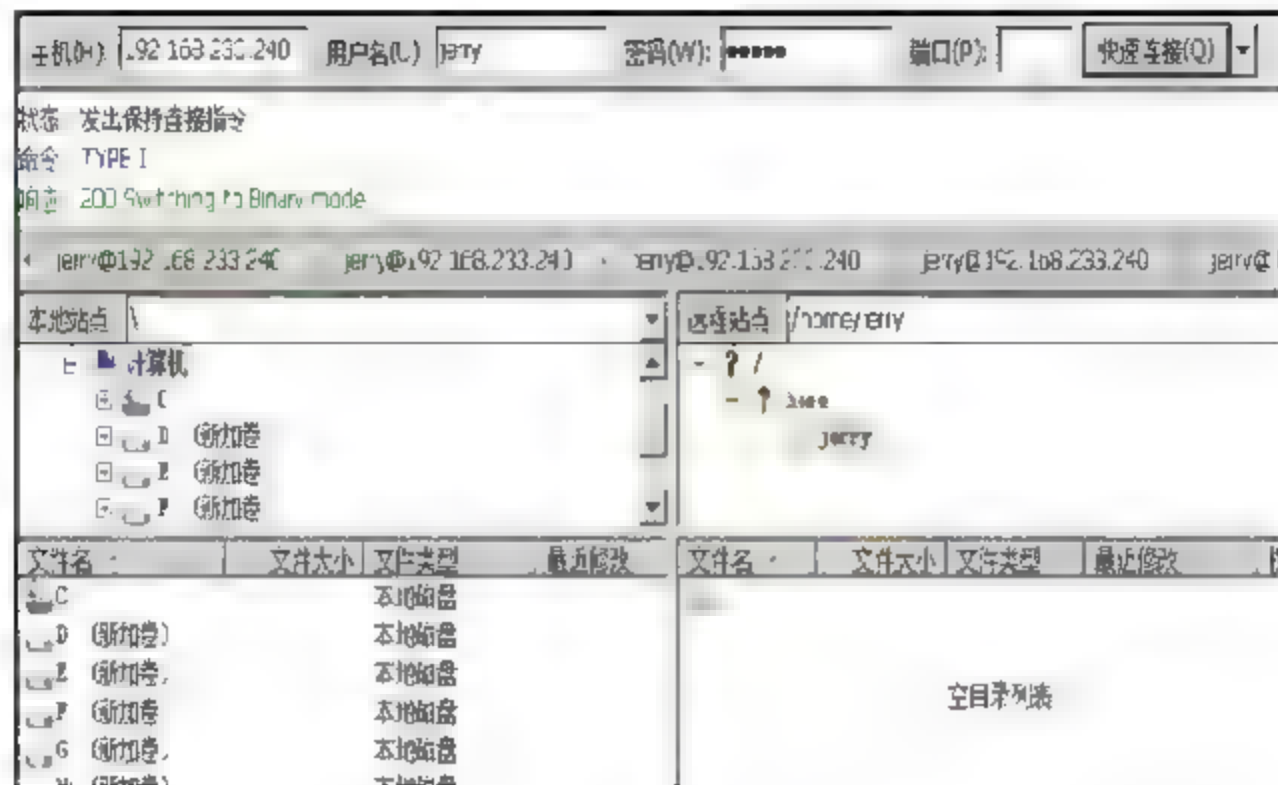 主机(H): 192.168.233.240 用户名(U) jerry 密码(W): ●●●●● 端口(P): 快速连接(Q)
状态 发出保持连接指令
命令 TYPE I
响应 200 Switching to Binary mode
jerry@192.168.233.240 jerry@192.168.233.240 jerry@192.168.233.240 jerry@192.168.233.240 jerry@
本地站点 \
远程站点 /home/jerry
计算机
C
D (新加卷
E (新加卷
F (新加卷
/
home
jerry
文件名 文件大小 文件类型 最近修改
文件名 文件大小 文件类型 最近修改
C 本地磁盘
D (新加卷) 本地磁盘
E (新加卷) 本地磁盘
F (新加卷 本地磁盘
G (新加卷) 本地磁盘
空目录列表